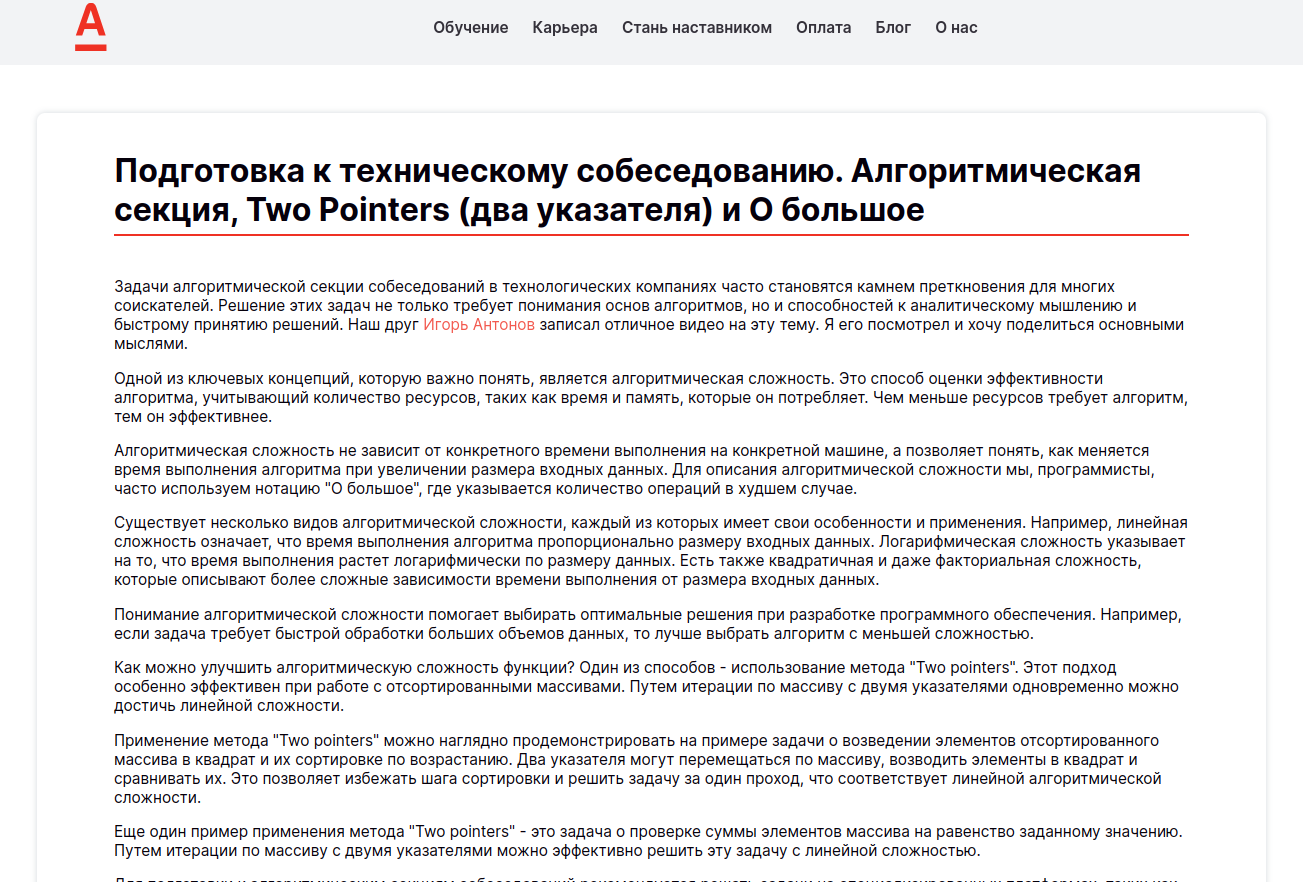 А
Обучение Карьера Стань наставником Оплата Блог О нас
Подготовка к техническому собеседованию. Алгоритмическая
секция, Two Pointers (два указателя) и О большое
Задачи алгоритмической секции собеседований в технологических компаниях часто становятся камнем преткновения для многих
соискателей. Решение этих задач не только требует понимания основ алгоритмов, но и способностей к аналитическому мышлению и
быстрому принятию решений. Наш друг Игорь Антонов записал отличное видео на эту тему. Я его посмотрел и хочу поделиться основными
мыслями.
Одной из ключевых концепций, которую важно понять, является алгоритмическая сложность. Это способ оценки эффективности
алгоритма, учитывающий количество ресурсов, таких как время и память, которые он потребляет. Чем меньше ресурсов требует алгоритм,
тем он эффективнее.
Алгоритмическая сложность не зависит от конкретного времени выполнения на конкретной машине, а позволяет понять, как меняется
время выполнения алгоритма при увеличении размера входных данных. Для описания алгоритмической сложности мы, программисты,
часто используем нотацию "О большое", где указывается количество операций в худшем случае.
Существует несколько видов алгоритмической сложности, каждый из которых имеет свои особенности и применения. Например, линейная
сложность означает, что время выполнения алгоритма пропорционально размеру входных данных. Логарифмическая сложность указывает
на то, что время выполнения растет логарифмически по размеру данных. Есть также квадратичная и даже факториальная сложность,
которые описывают более сложные зависимости времени выполнения от размера входных данных.
Понимание алгоритмической сложности помогает выбирать оптимальные решения при разработке программного обеспечения. Например,
если задача требует быстрой обработки больших объемов данных, то лучше выбрать алгоритм с меньшей сложностью.
Как можно улучшить алгоритмическую сложность функции? Один из способов - использование метода "Two pointers". Этот подход
особенно эффективен при работе с отсортированными массивами. Путем итерации по массиву с двумя указателями одновременно можно
достичь линейной сложности.
Применение метода "Two pointers" можно наглядно продемонстрировать на примере задачи о возведении элементов отсортированного
массива в квадрат и их сортировке по возрастанию. Два указателя могут перемещаться по массиву, возводить элементы в квадрат и
сравнивать их. Это позволяет избежать шага сортировки и решить задачу за один проход, что соответствует линейной алгоритмической
сложности.
Еще один пример применения метода "Two pointers" - это задача о проверке суммы элементов массива на равенство заданному значению.
Путем итерации по массиву с двумя указателями можно эффективно решить эту задачу с линейной сложностью.